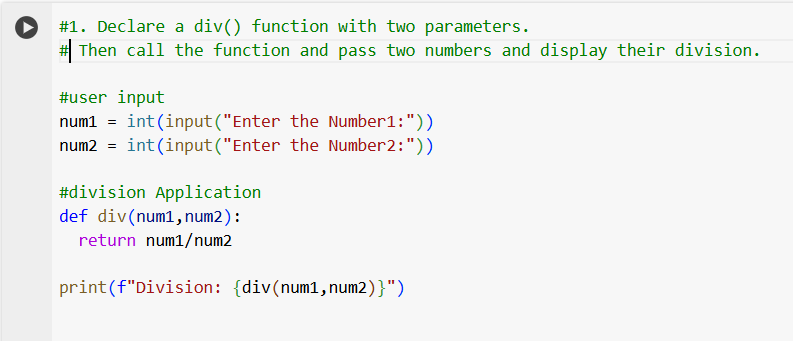 #1. Declare a div() function with two parameters.
# Then call the function and pass two numbers and display their division.
#user input
num1 = int(input("Enter the Number1:"))
num2 = int(input("Enter the Number2:"))
#division Application
def div(num1,num2):
  return num1/num2
print(f"Division: {div(num1,num2)}")